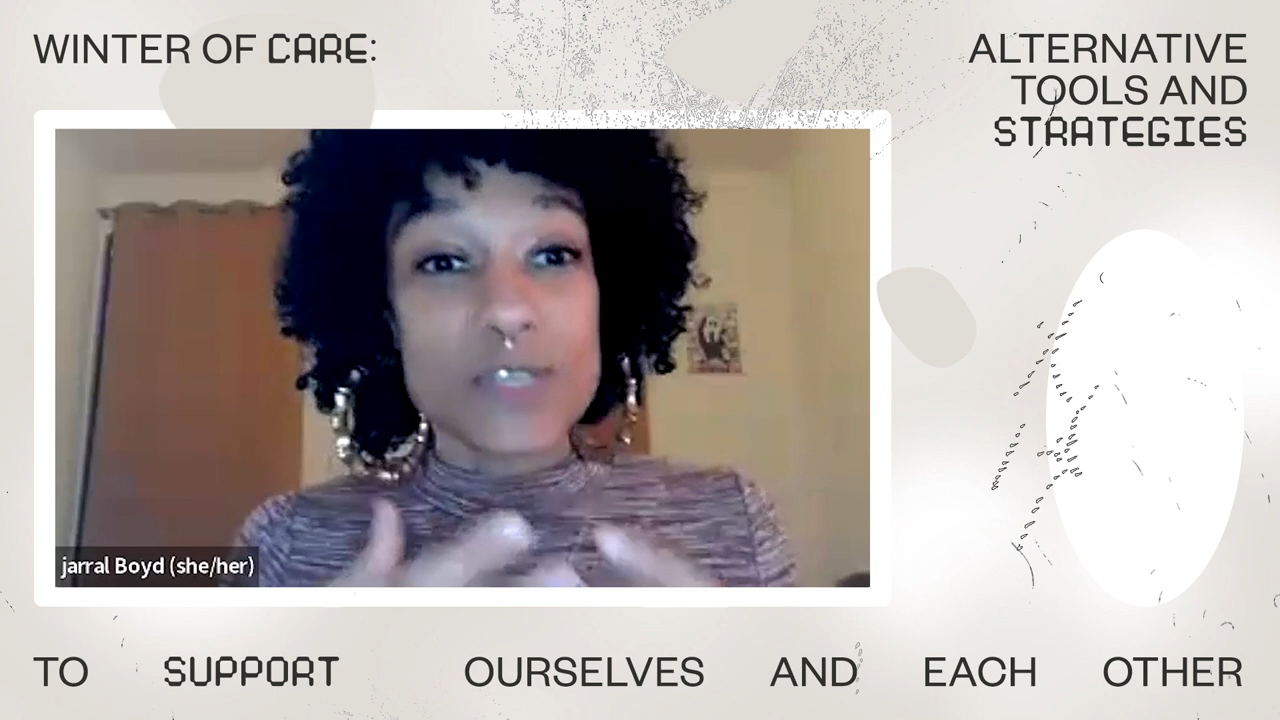 WINTER OF CARE:
ALTERNATIVE
TOOLS AND
STRATEGIES
jarral Boyd (she/her)
TO SUPPORT OURSELVES AND EACH OTHER